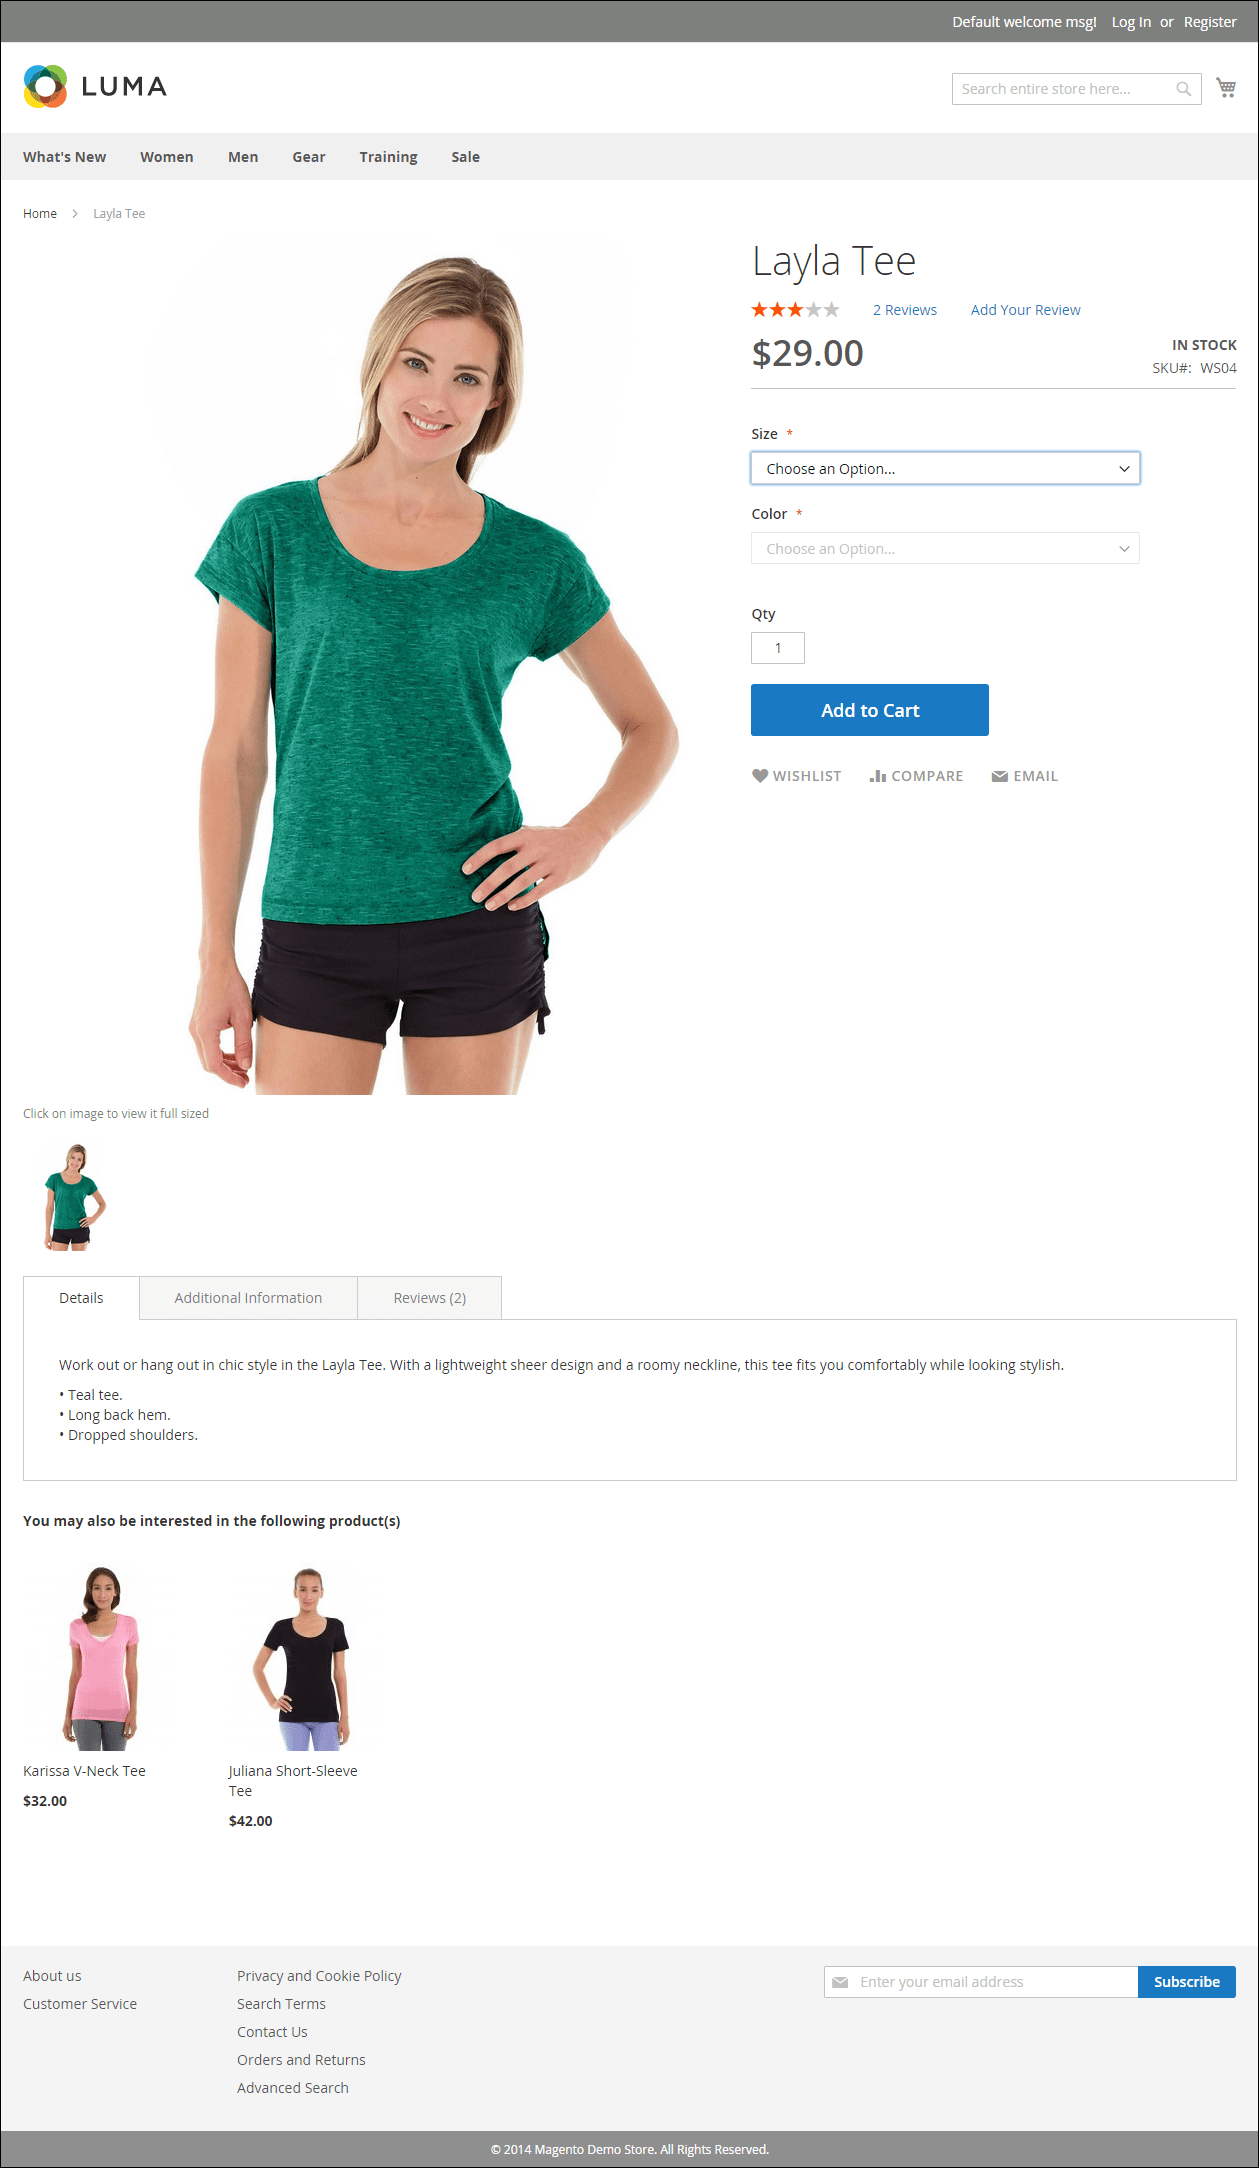 Default welcome msg! Log In or Register
LUMA
Search entire store here...
What's New Women Men Gear Training Sale
Home > Layla Tee
Layla Tee
2 Reviews Add Your Review
$29.00
IN STOCK
SKU#: WS04
Size *
Choose an Option...
Color *
Choose an Option...
Qty
1
Add to Cart
WISHLIST COMPARE EMAIL
Click on image to view it full sized
Details Additional Information Reviews (2)
Work out or hang out in chic style in the Layla Tee. With a lightweight sheer design and a roomy neckline, this tee fits you comfortably while looking stylish.
• Teal tee.
• Long back hem.
• Dropped shoulders.
You may also be interested in the following product(s)
Karissa V-Neck Tee
$32.00
Juliana Short-Sleeve
Tee
$42.00
About us
Customer Service
Privacy and Cookie Policy
Search Terms
Contact Us
Orders and Returns
Advanced Search
Enter your email address
Subscribe
© 2014 Magento Demo Store. All Rights Reserved.